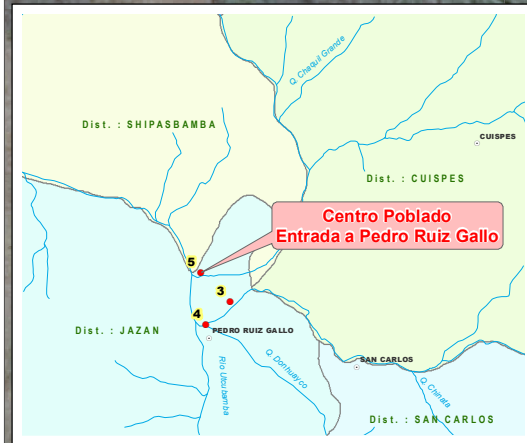 Q. Chaquil Grande
Dist. : SHIPASBAMBA
CUISPES
Dist. : CUISPES
Centro Poblado
Entrada a Pedro Ruiz Gallo
5
3
4
Dist. : JAZAN
PEDRO RUIZ GALLO
Río Utcubamba
Q. Donhuayco
SAN CARLOS
Q. Chinata
Dist. : SAN CARLOS